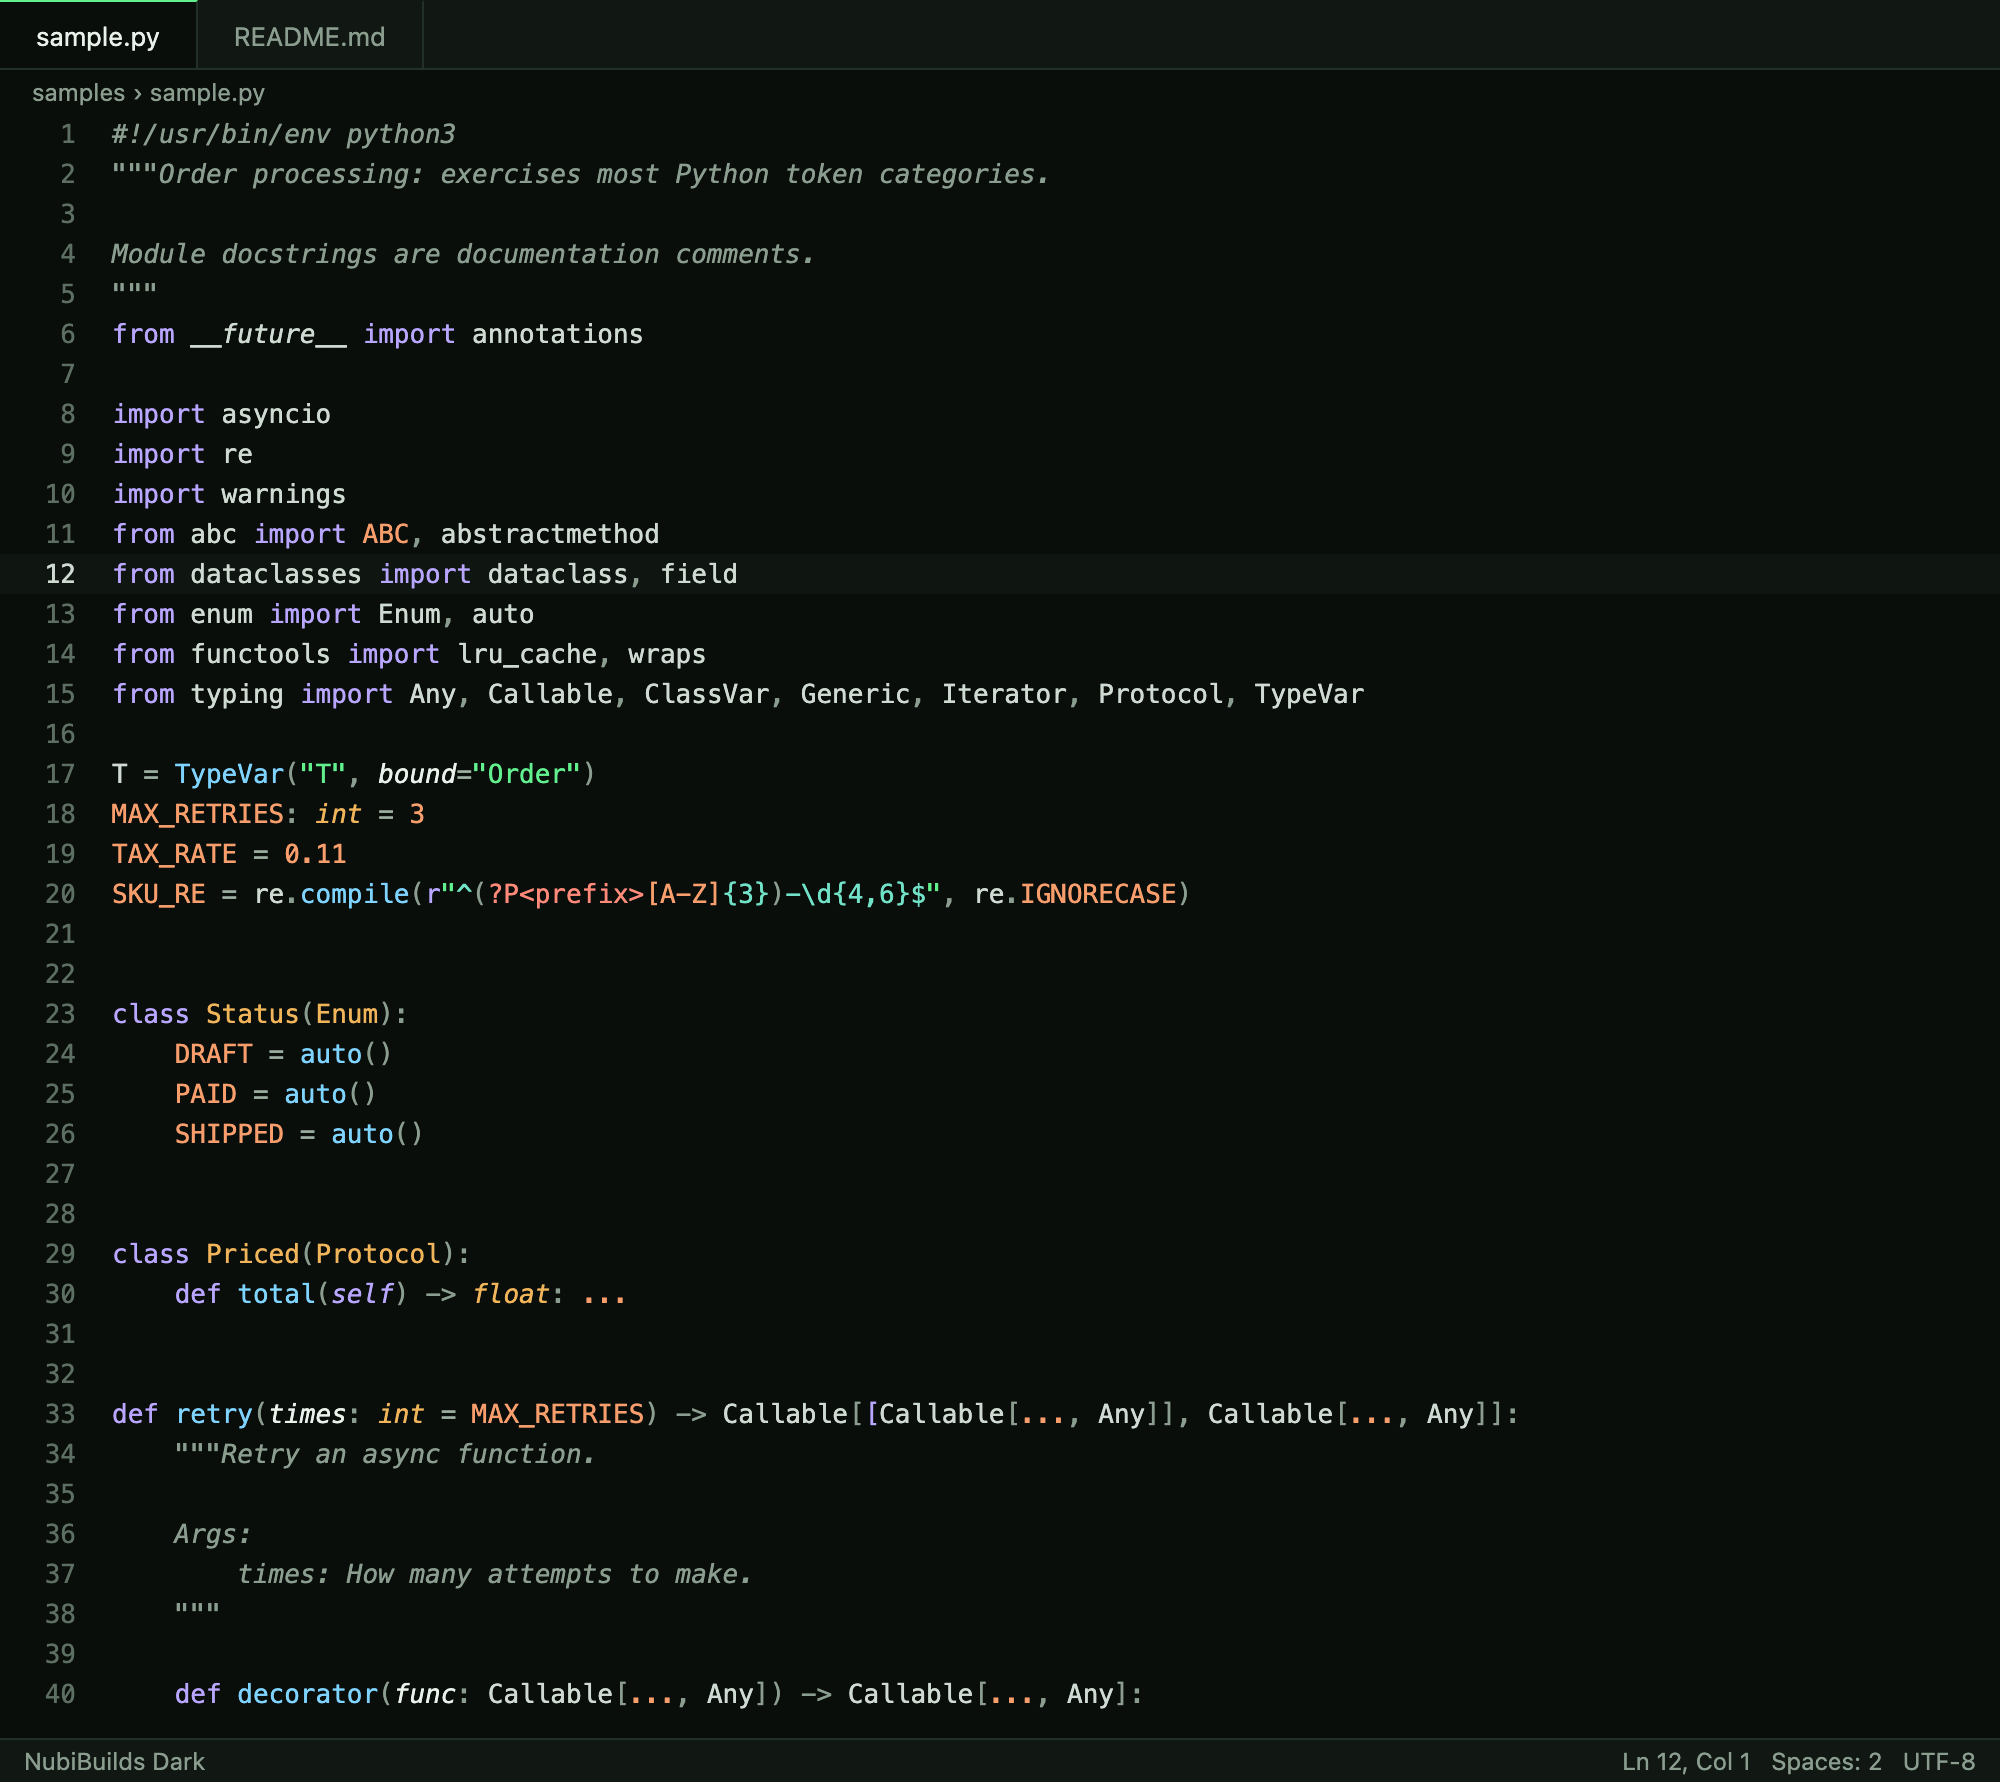 sample.py README.md
samples › sample.py
1 #!/usr/bin/env python3
2 """Order processing: exercises most Python token categories.
3
4 Module docstrings are documentation comments.
5 """
6 from __future__ import annotations
7
8 import asyncio
9 import re
10 import warnings
11 from abc import ABC, abstractmethod
12 from dataclasses import dataclass, field
13 from enum import Enum, auto
14 from functools import lru_cache, wraps
15 from typing import Any, Callable, ClassVar, Generic, Iterator, Protocol, TypeVar
16
17 T = TypeVar("T", bound="Order")
18 MAX_RETRIES: int = 3
19 TAX_RATE = 0.11
20 SKU_RE = re.compile(r"^(?P<prefix>[A-Z]{3})-\d{4,6}$", re.IGNORECASE)
21
22
23 class Status(Enum):
24     DRAFT = auto()
25     PAID = auto()
26     SHIPPED = auto()
27
28
29 class Priced(Protocol):
30     def total(self) -> float: ...
31
32
33 def retry(times: int = MAX_RETRIES) -> Callable[[Callable[..., Any]], Callable[..., Any]]:
34     """Retry an async function.
35
36     Args:
37         times: How many attempts to make.
38     """
39
40     def decorator(func: Callable[..., Any]) -> Callable[..., Any]:
NubiBuilds Dark Ln 12, Col 1 Spaces: 2 UTF-8